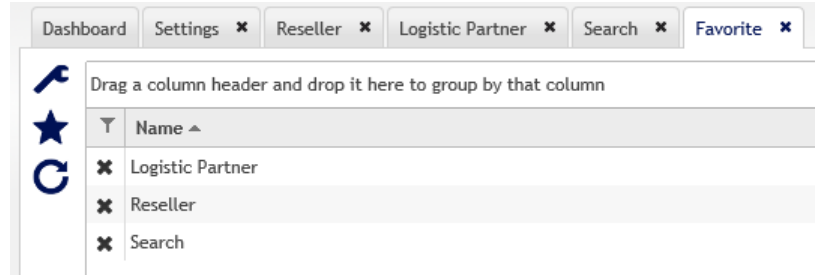 Dashboard Settings Reseller Logistic Partner Search Favorite
Drag a column header and drop it here to group by that column
Name
Logistic Partner
Reseller
Search